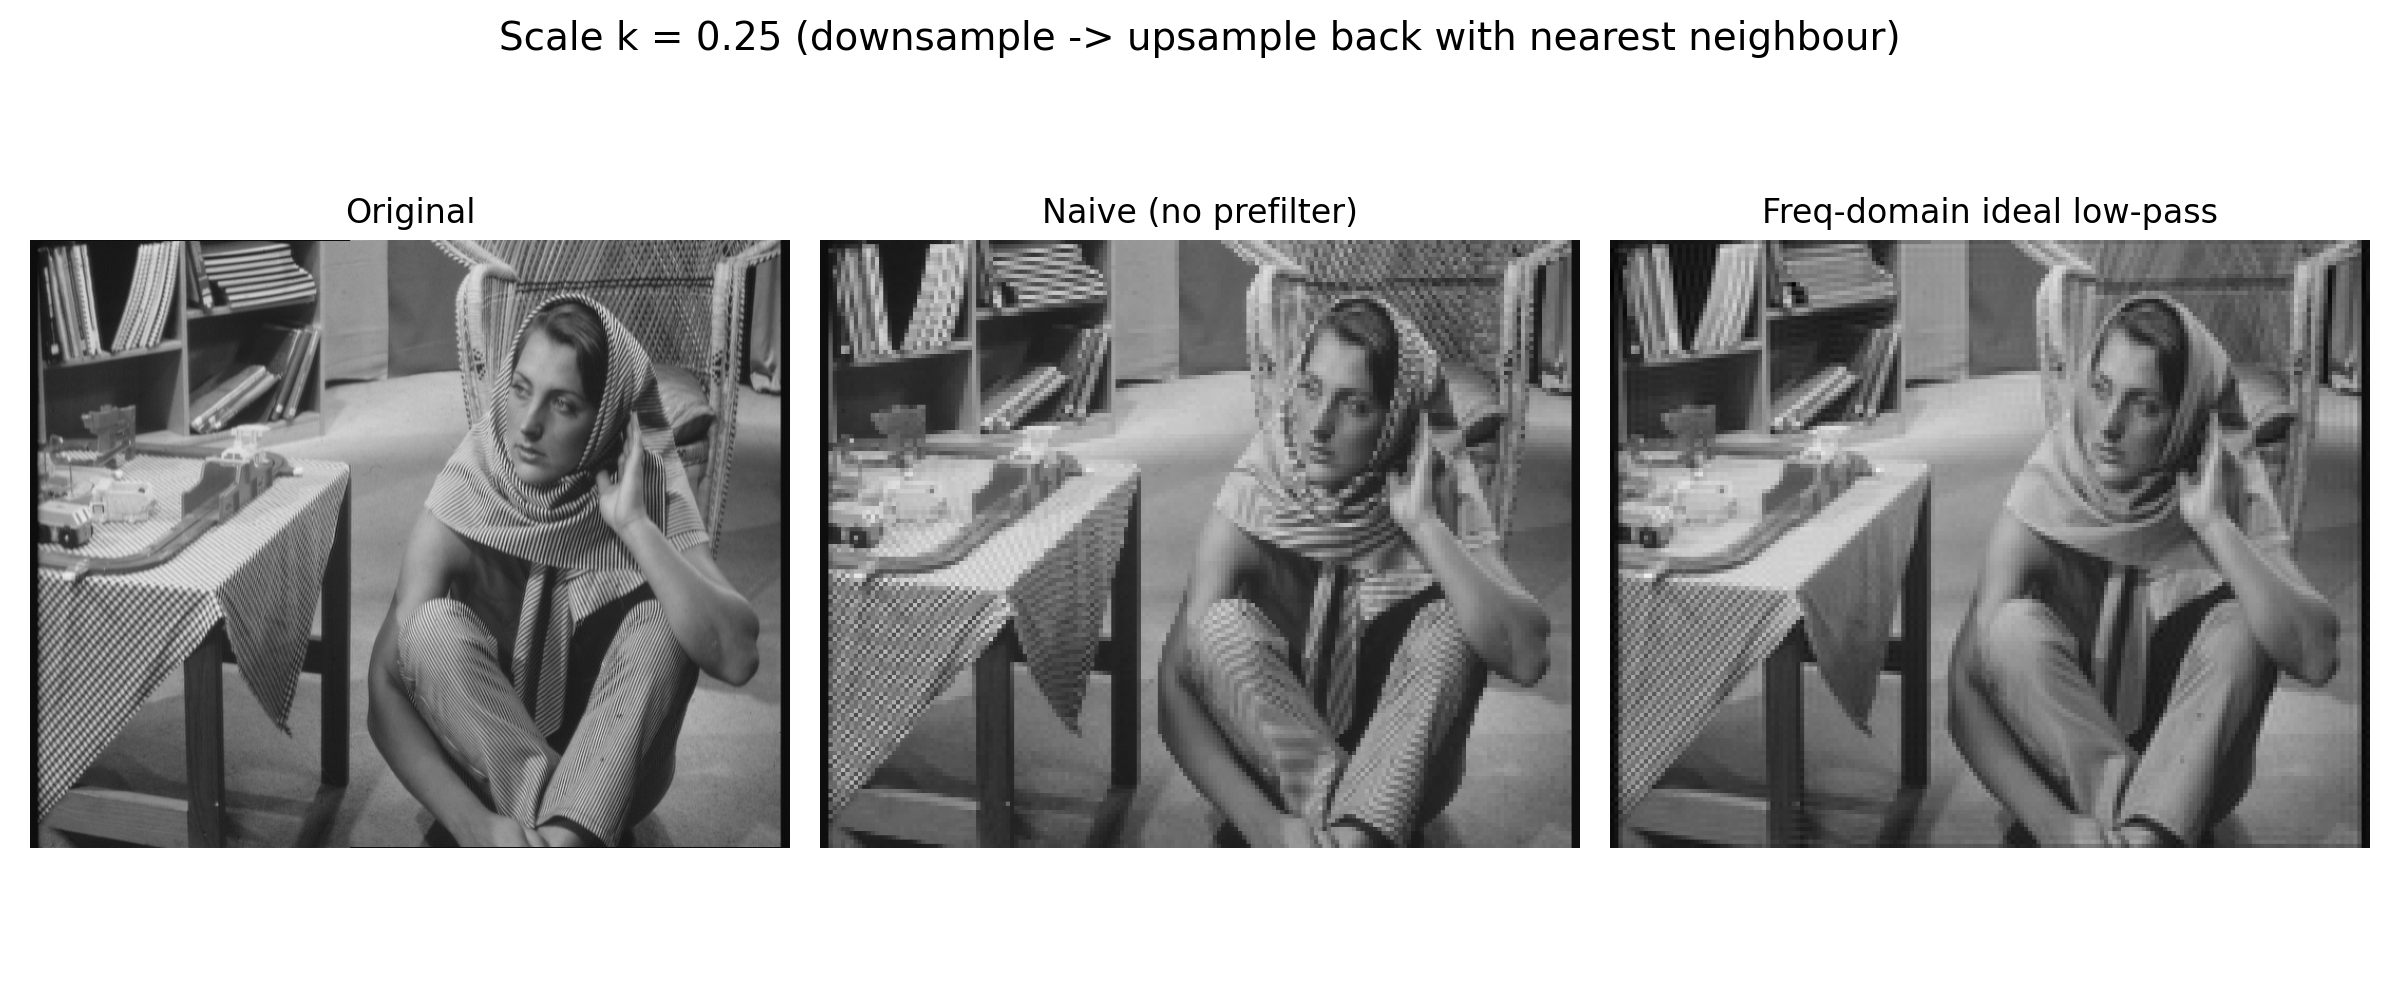 Scale k = 0.25 (downsample -> upsample back with nearest neighbour)
Original
Naive (no prefilter)
Freq-domain ideal low-pass